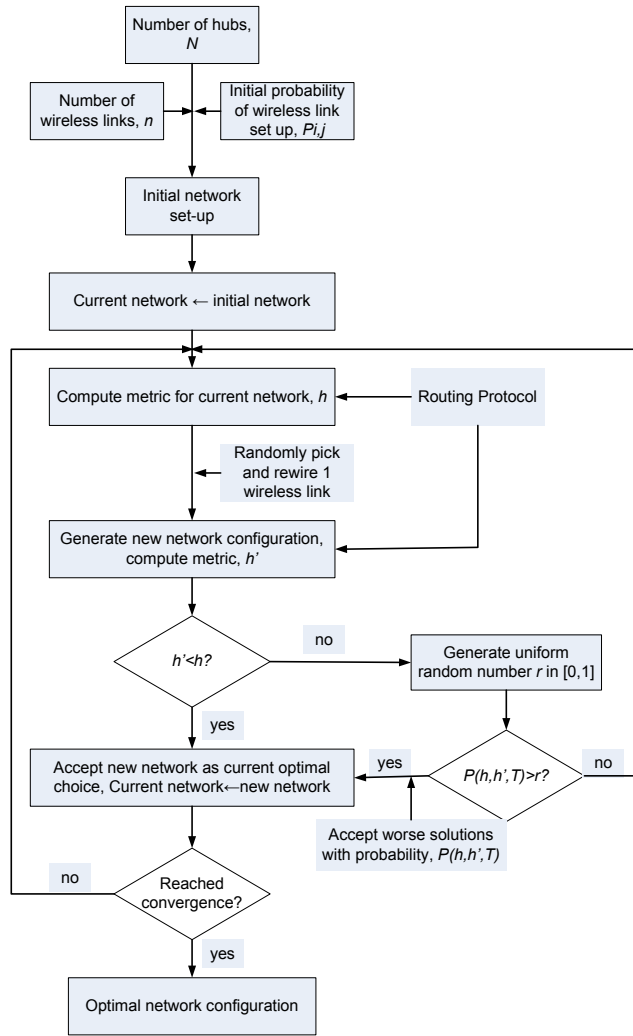 Number of hubs,
N
Number of
wireless links, n
Initial probability
of wireless link
set up, Pi,j
Initial network
set-up
Current network ← initial network
Compute metric for current network, h
Routing Protocol
Randomly pick
and rewire 1
wireless link
Generate new network configuration,
compute metric, h’
h’<h?
no
Generate uniform
random number r in [0,1]
yes
Accept new network as current optimal
choice, Current network←new network
yes
P(h,h’,T)>r?
no
Accept worse solutions
with probability, P(h,h’,T)
no
Reached
convergence?
yes
Optimal network configuration